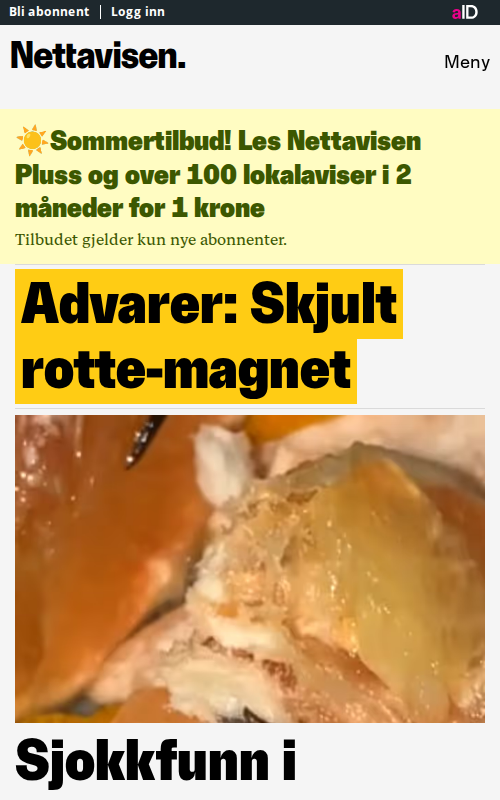 Bli abonnent | Logg inn
aID
Nettavisen.
Meny
☀️Sommertilbud! Les Nettavisen
Pluss og over 100 lokalaviser i 2
måneder for 1 krone
Tilbudet gjelder kun nye abonnenter.
Advarer: Skjult
rotte-magnet
Sjokkfunn i